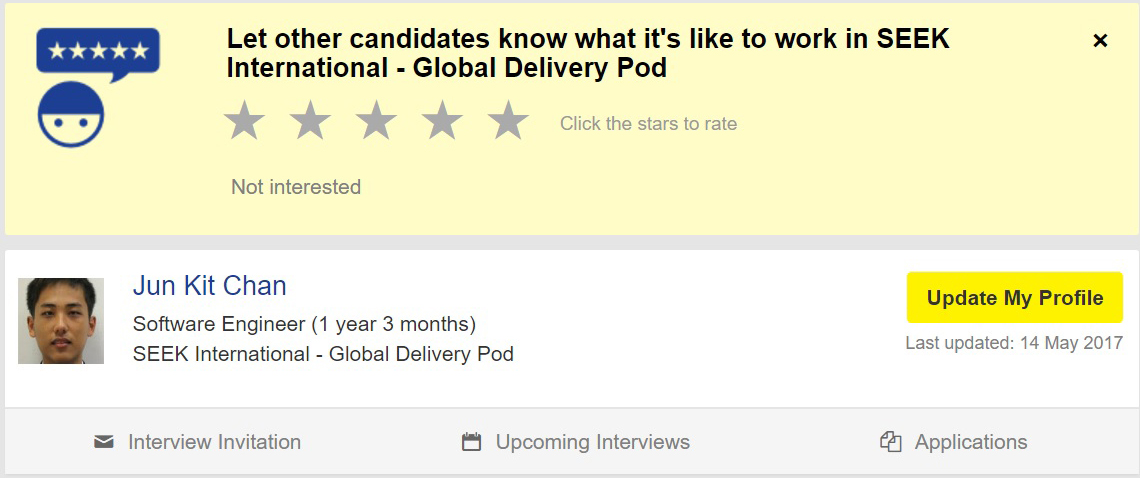 Let other candidates know what it's like to work in SEEK
International - Global Delivery Pod
×
Click the stars to rate
Not interested
Jun Kit Chan
Software Engineer (1 year 3 months)
SEEK International - Global Delivery Pod
Update My Profile
Last updated: 14 May 2017
Interview Invitation
Upcoming Interviews
Applications